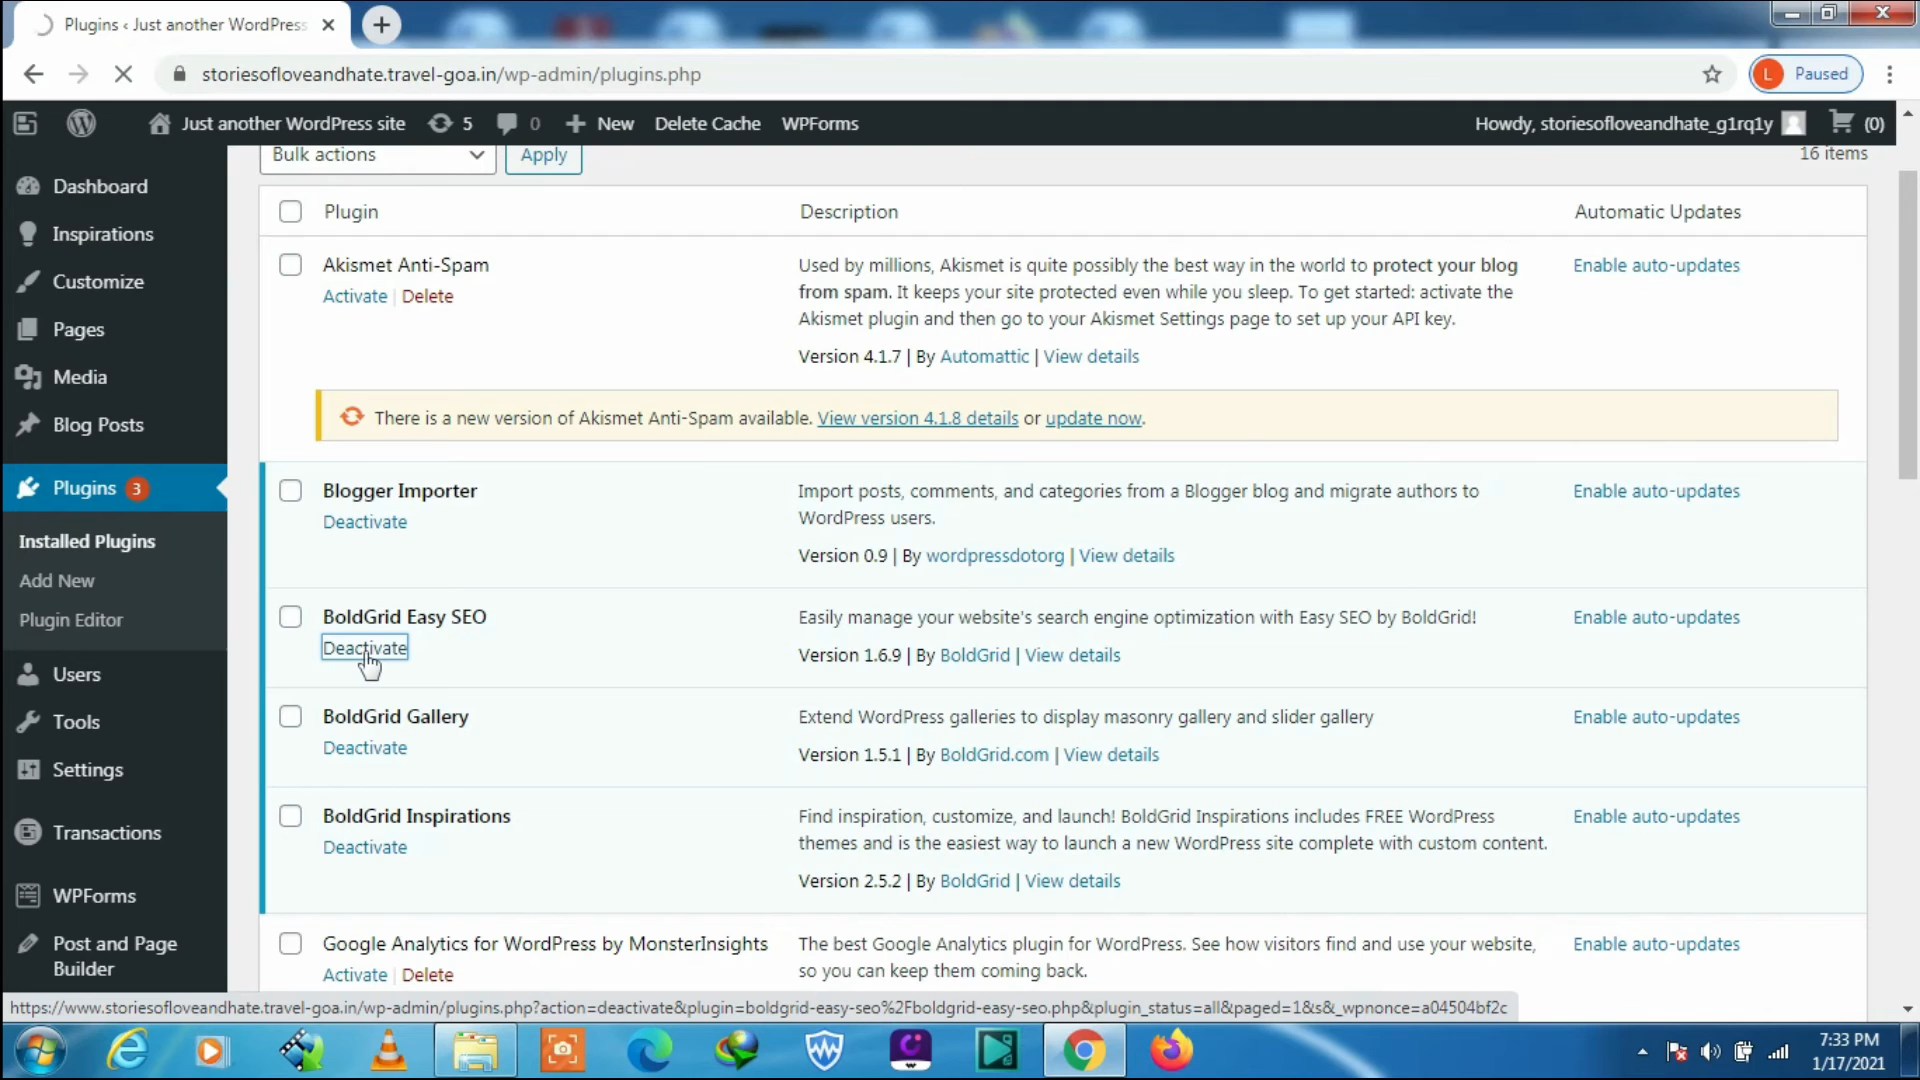 Plugins ‹ Just another WordPress
storiesofloveandhate.travel-goa.in/wp-admin/plugins.php
L Paused
Just another WordPress site 5 0 New Delete Cache WPForms Howdy, storiesofloveandhate_g1rq1y (0)
Bulk actions Apply 16 items
Dashboard
Inspirations
Customize
Pages
Media
Blog Posts
Plugins 3
Installed Plugins
Add New
Plugin Editor
Users
Tools
Settings
Transactions
WPForms
Post and Page
Builder
Plugin Description Automatic Updates
Akismet Anti-Spam
Activate | Delete
Used by millions, Akismet is quite possibly the best way in the world to protect your blog
from spam. It keeps your site protected even while you sleep. To get started: activate the
Akismet plugin and then go to your Akismet Settings page to set up your API key.
Version 4.1.7 | By Automattic | View details
Enable auto-updates
There is a new version of Akismet Anti-Spam available. View version 4.1.8 details or update now.
Blogger Importer
Deactivate
Import posts, comments, and categories from a Blogger blog and migrate authors to
WordPress users.
Version 0.9 | By wordpressdotorg | View details
Enable auto-updates
BoldGrid Easy SEO
Deactivate
Easily manage your website's search engine optimization with Easy SEO by BoldGrid!
Version 1.6.9 | By BoldGrid | View details
Enable auto-updates
BoldGrid Gallery
Deactivate
Extend WordPress galleries to display masonry gallery and slider gallery
Version 1.5.1 | By BoldGrid.com | View details
Enable auto-updates
BoldGrid Inspirations
Deactivate
Find inspiration, customize, and launch! BoldGrid Inspirations includes FREE WordPress
themes and is the easiest way to launch a new WordPress site complete with custom content.
Version 2.5.2 | By BoldGrid | View details
Enable auto-updates
Google Analytics for WordPress by MonsterInsights
Activate | Delete
The best Google Analytics plugin for WordPress. See how visitors find and use your website,
so you can keep them coming back.
Enable auto-updates
https://www.storiesofloveandhate.travel-goa.in/wp-admin/plugins.php?action=deactivate&plugin=boldgrid-easy-seo%2Fboldgrid-easy-seo.php&plugin_status=all&paged=1&s&_wpnonce=a04504bf2c
7:33 PM
1/17/2021